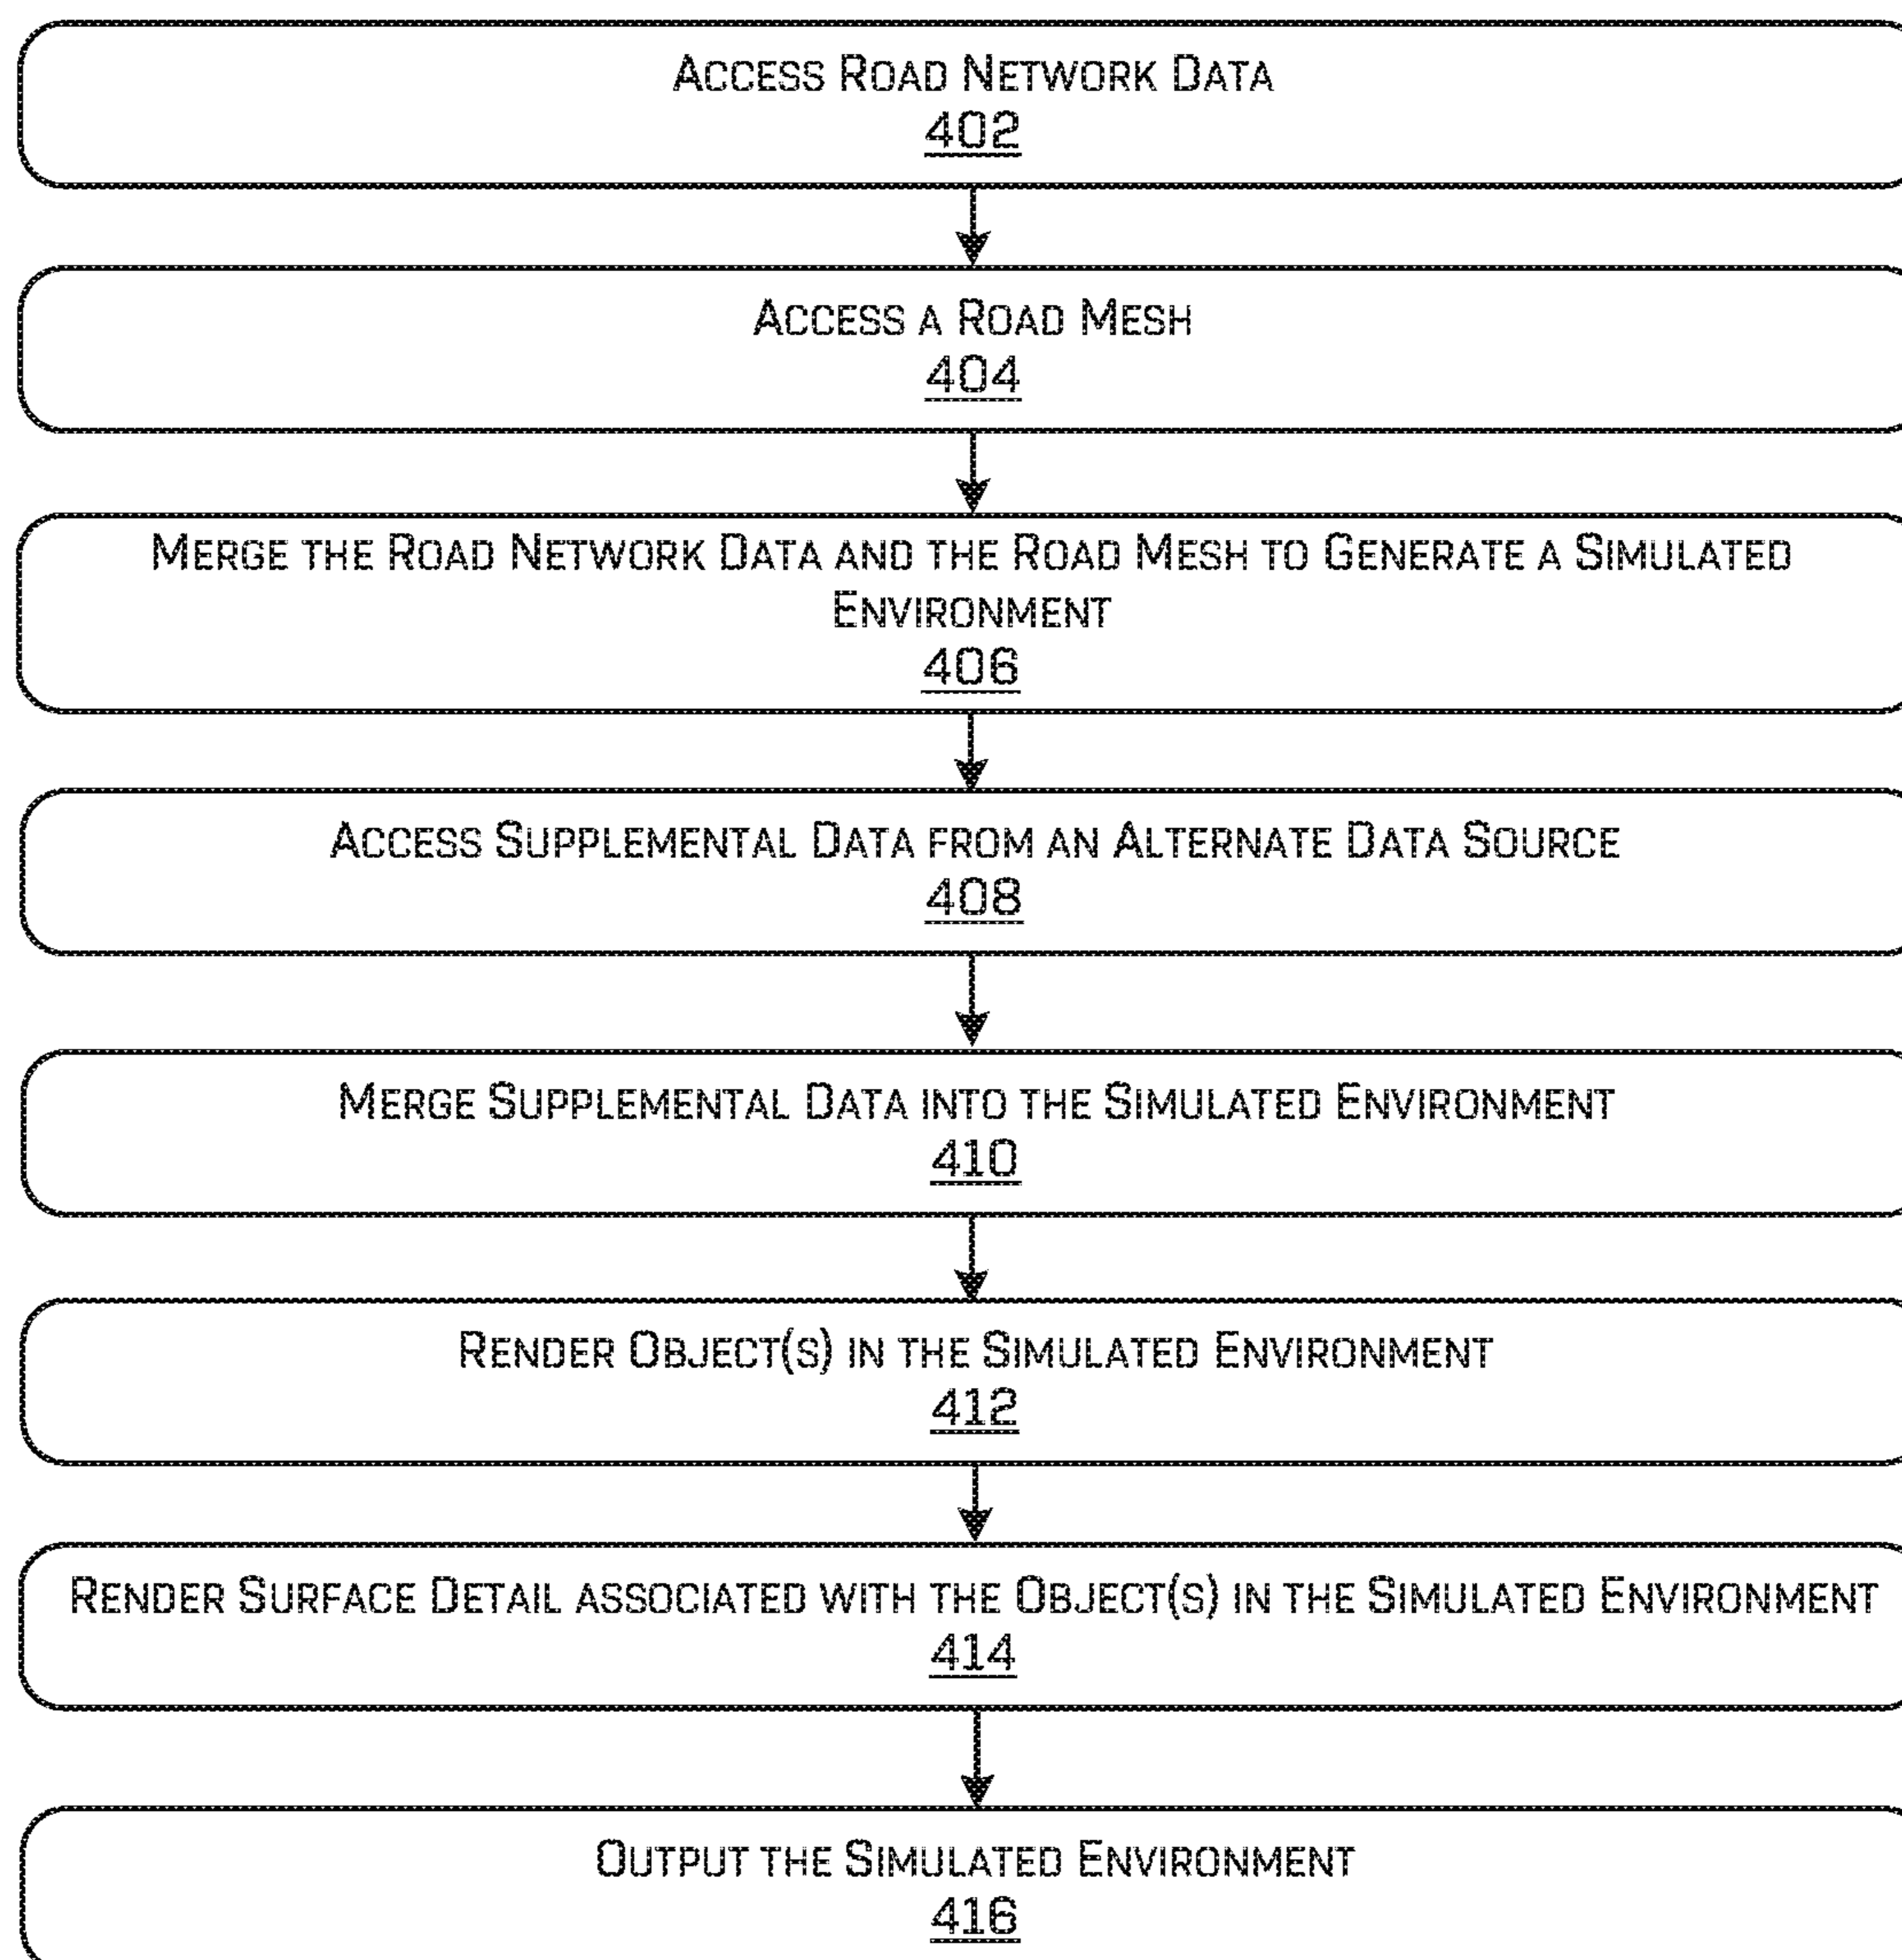 ACCESS ROAD NETWORK DATA
402
ACCESS A ROAD MESH
404
MERGE THE ROAD NETWORK DATA AND THE ROAD MESH TO GENERATE A SIMULATED
ENVIRONMENT
406
ACCESS SUPPLEMENTAL DATA FROM AN ALTERNATE DATA SOURCE
408
MERGE SUPPLEMENTAL DATA INTO THE SIMULATED ENVIRONMENT
410
RENDER OBJECT(S) IN THE SIMULATED ENVIRONMENT
412
RENDER SURFACE DETAIL ASSOCIATED WITH THE OBJECT(S) IN THE SIMULATED ENVIRONMENT
414
OUTPUT THE SIMULATED ENVIRONMENT
416